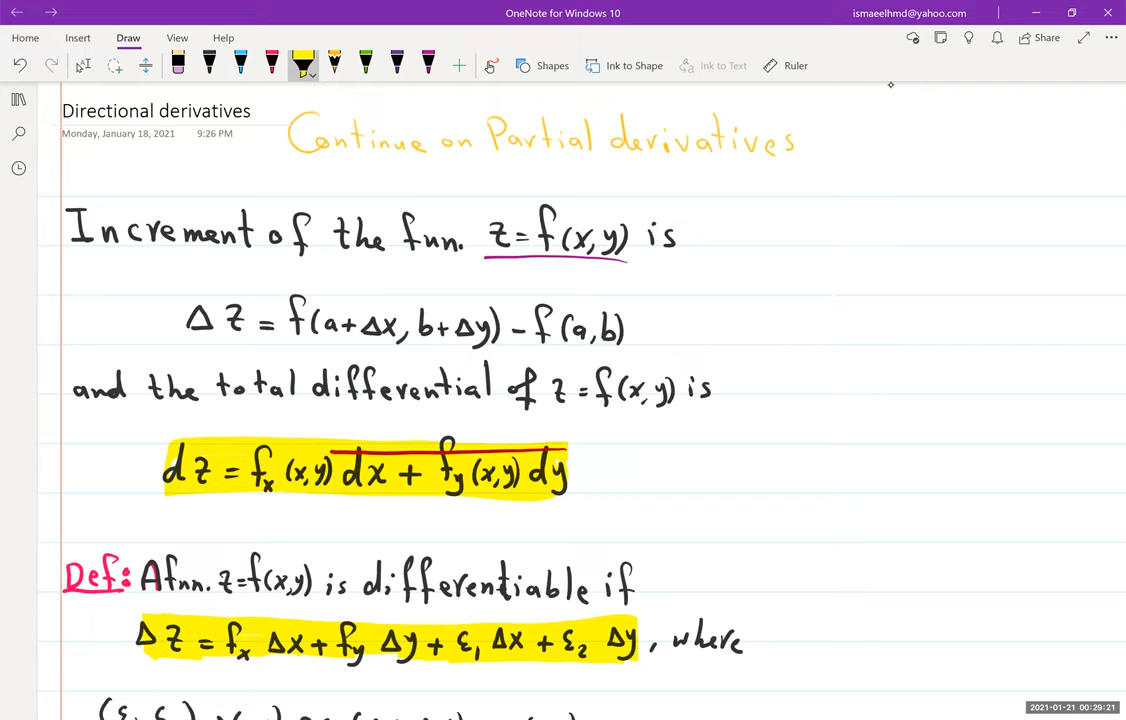 OneNote for Windows 10
ismaeelhmd@yahoo.com
Home Insert Draw View Help
Share
Shapes Ink to Shape Ink to Text Ruler
Directional derivatives
Monday, January 18, 2021 9:26 PM
Continue on Partial derivatives
Increment of the fnn. z=f(x,y) is
Δz = f(a+Δx, b+Δy) - f(a,b)
and the total differential of z=f(x,y) is
dz = fₓ(x,y) dx + f_y(x,y) dy
Def: A fnn. z=f(x,y) is differentiable if
Δz = fₓ Δx + f_y Δy + ε₁ Δx + ε₂ Δy, where
2021-01-21 00:29:21